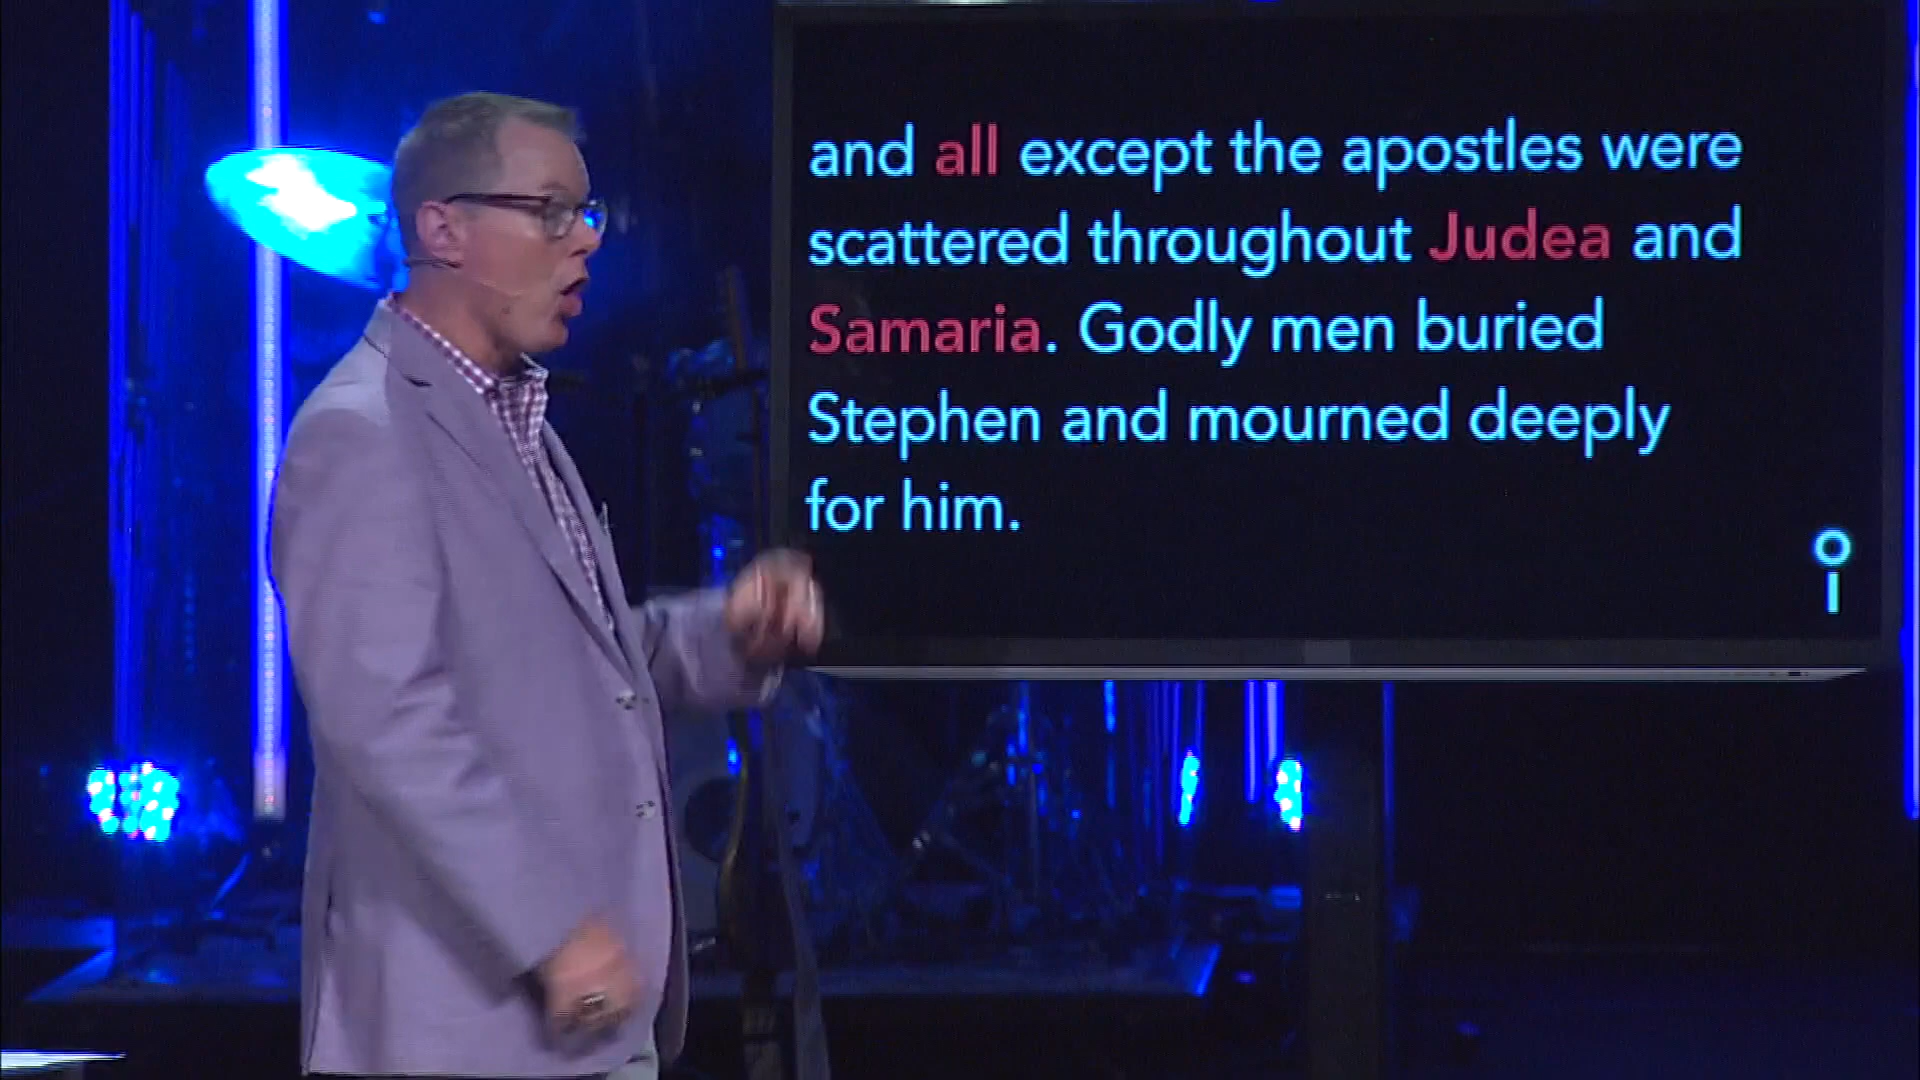 and all except the apostles were
scattered throughout Judea and
Samaria. Godly men buried
Stephen and mourned deeply
for him.